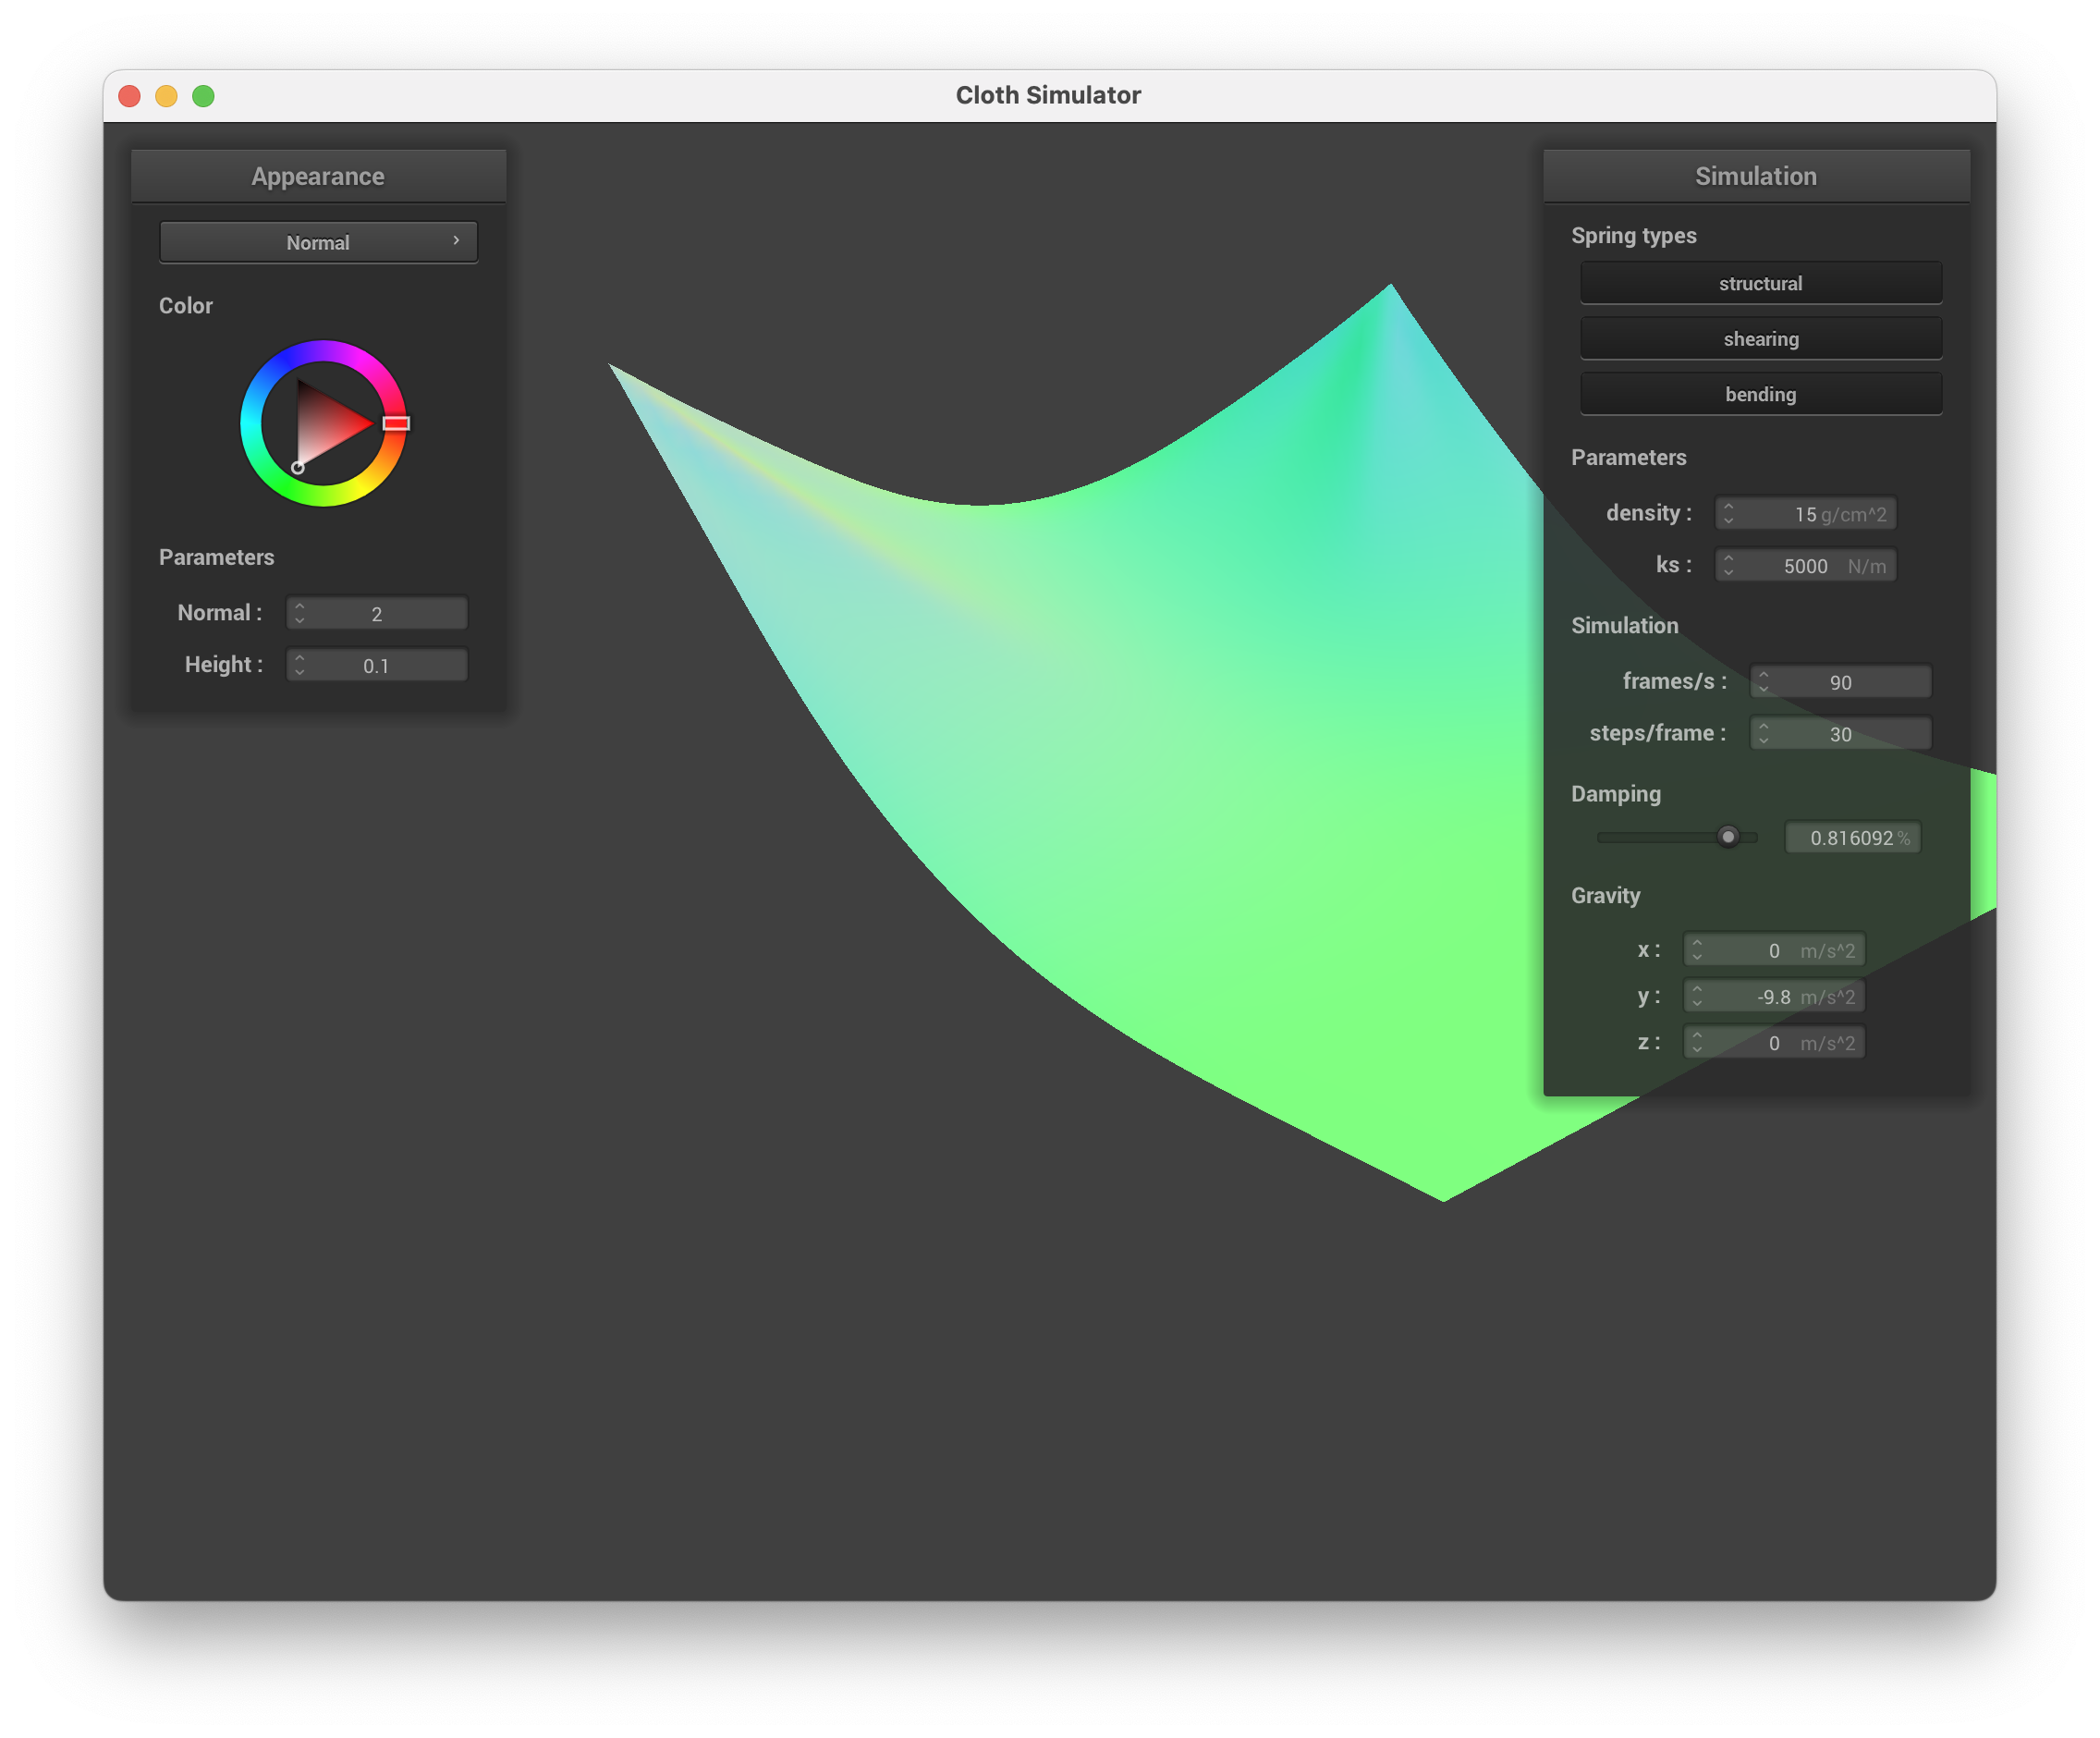 Cloth Simulator
Appearance
Normal
Color
Parameters
Normal : 2
Height : 0.1
Simulation
Spring types
structural
shearing
bending
Parameters
density : 15 g/cm^2
ks : 5000 N/m
Simulation
frames/s : 90
steps/frame : 30
Damping
0.816092 %
Gravity
x : 0 m/s^2
y : -9.8 m/s^2
z : 0 m/s^2